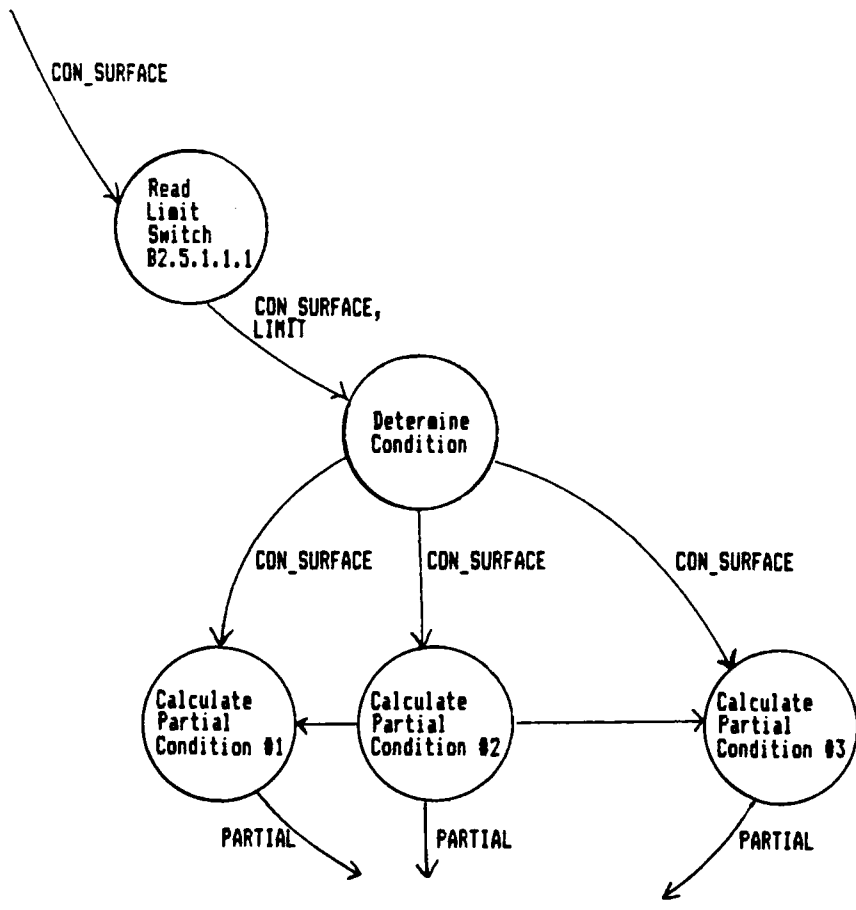 CON_SURFACE
Read
Limit
Switch
B2.5.1.1.1
CON_SURFACE,
LIMIT
Determine
Condition
CON_SURFACE
CON_SURFACE
CON_SURFACE
Calculate
Partial
Condition #1
Calculate
Partial
Condition #2
Calculate
Partial
Condition #3
PARTIAL
PARTIAL
PARTIAL